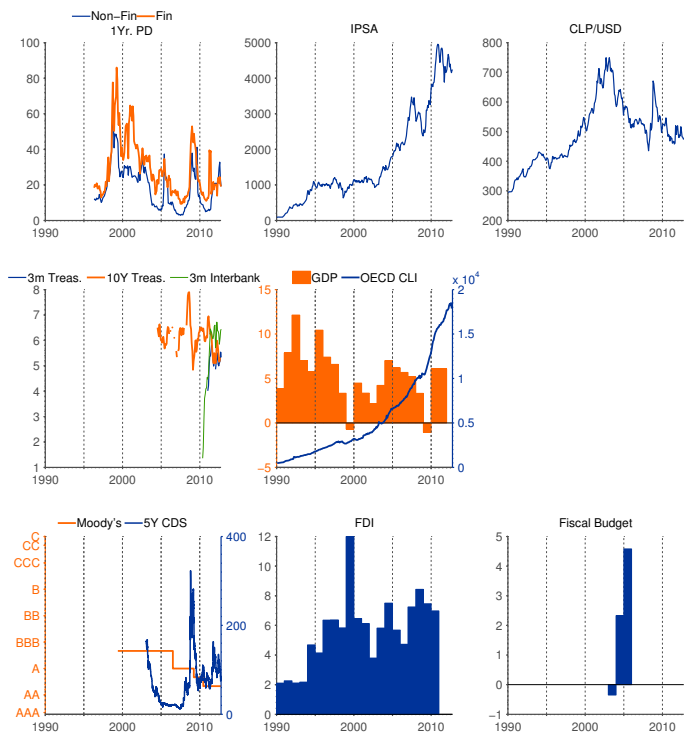 Non−Fin Fin
1Yr. PD
100
80
60
40
20
0
1990 2000 2010
IPSA
5000
4000
3000
2000
1000
0
1990 2000 2010
CLP/USD
800
700
600
500
400
300
200
1990 2000 2010
3m Treas. 10Y Treas. 3m Interbank
8
7
6
5
4
3
2
1
1990 2000 2010
GDP OECD CLI
x 10^4
15
10
5
0
−5
2
1.5
1
0.5
0
1990 2000 2010
Moody's 5Y CDS
C
CC
CCC
B
BB
BBB
A
AA
AAA
400
200
0
1990 2000 2010
FDI
12
10
8
6
4
2
0
1990 2000 2010
Fiscal Budget
5
4
3
2
1
0
−1
1990 2000 2010